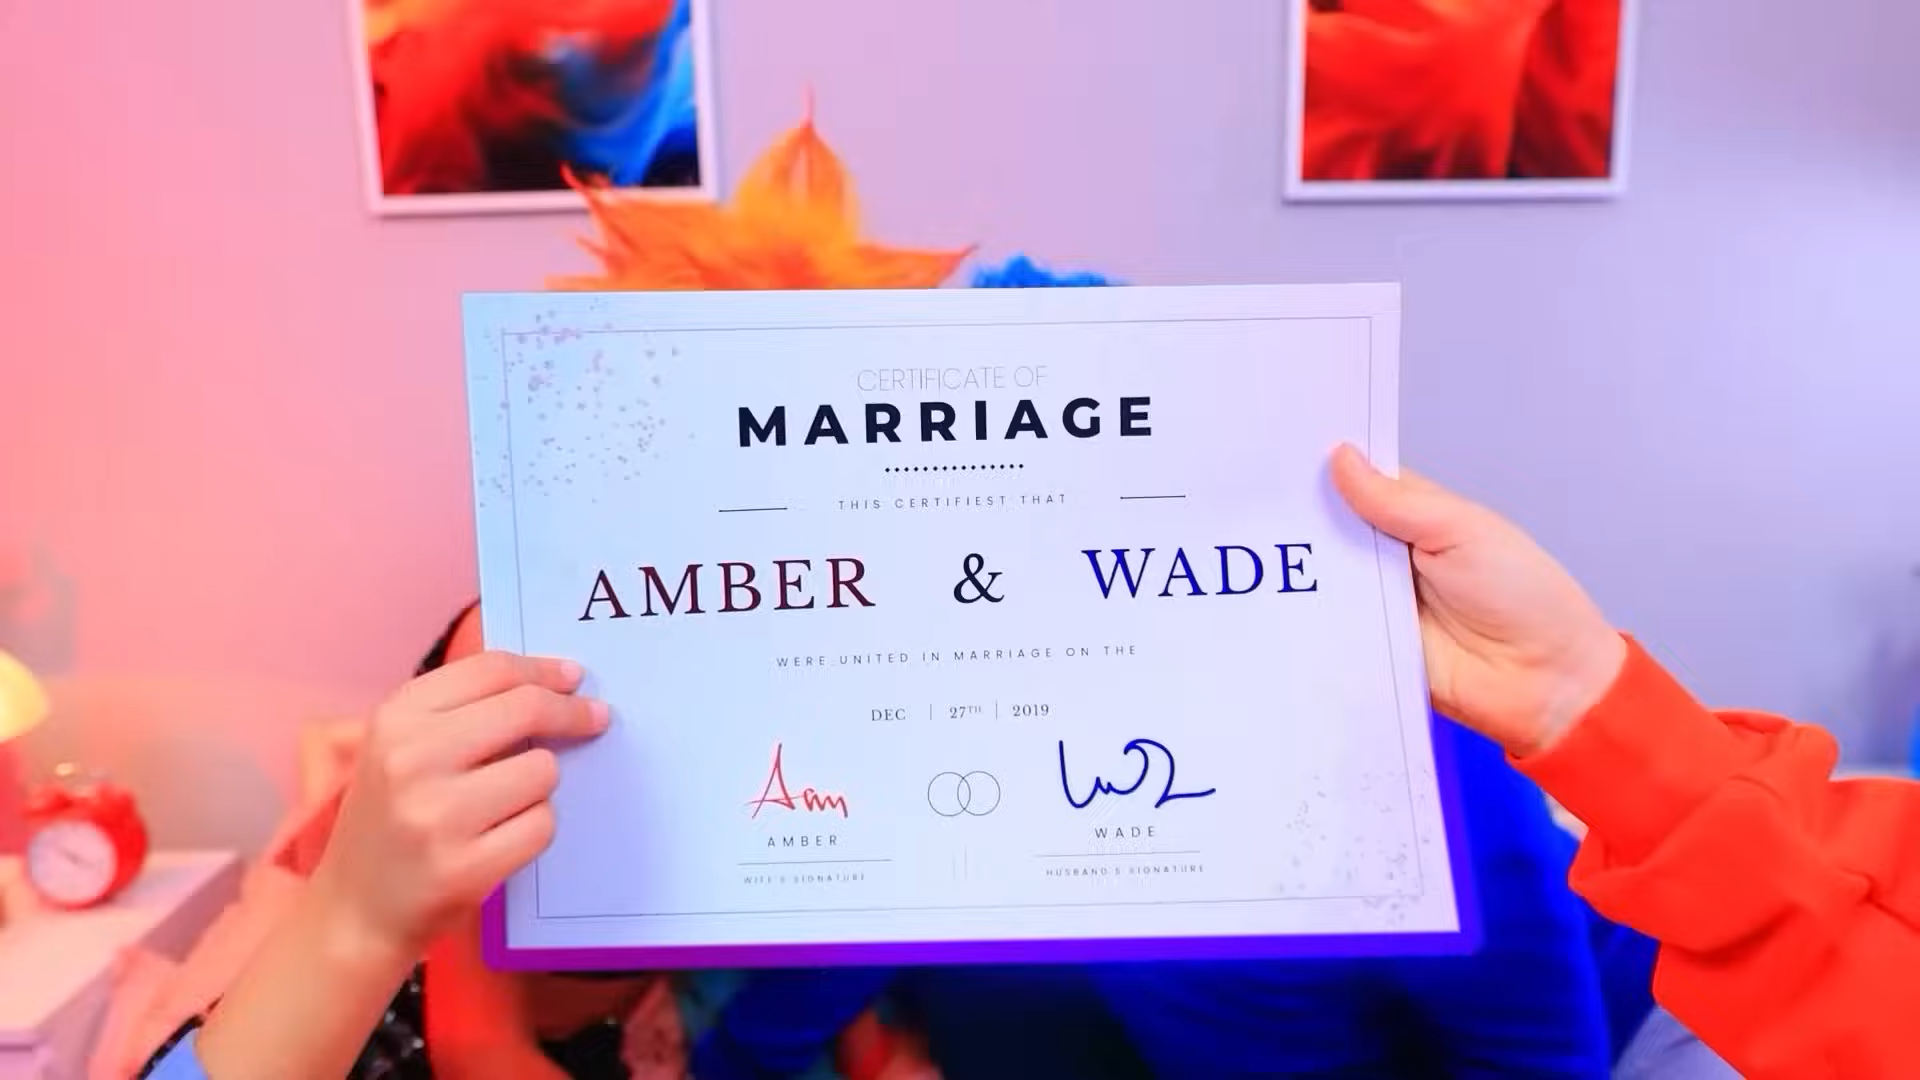 CERTIFICATE OF
MARRIAGE
THIS CERTIFIEST THAT
AMBER & WADE
WERE UNITED IN MARRIAGE ON THE
DEC | 27TH | 2019
Am
AMBER WADE
WIFE'S SIGNATURE HUSBAND'S SIGNATURE